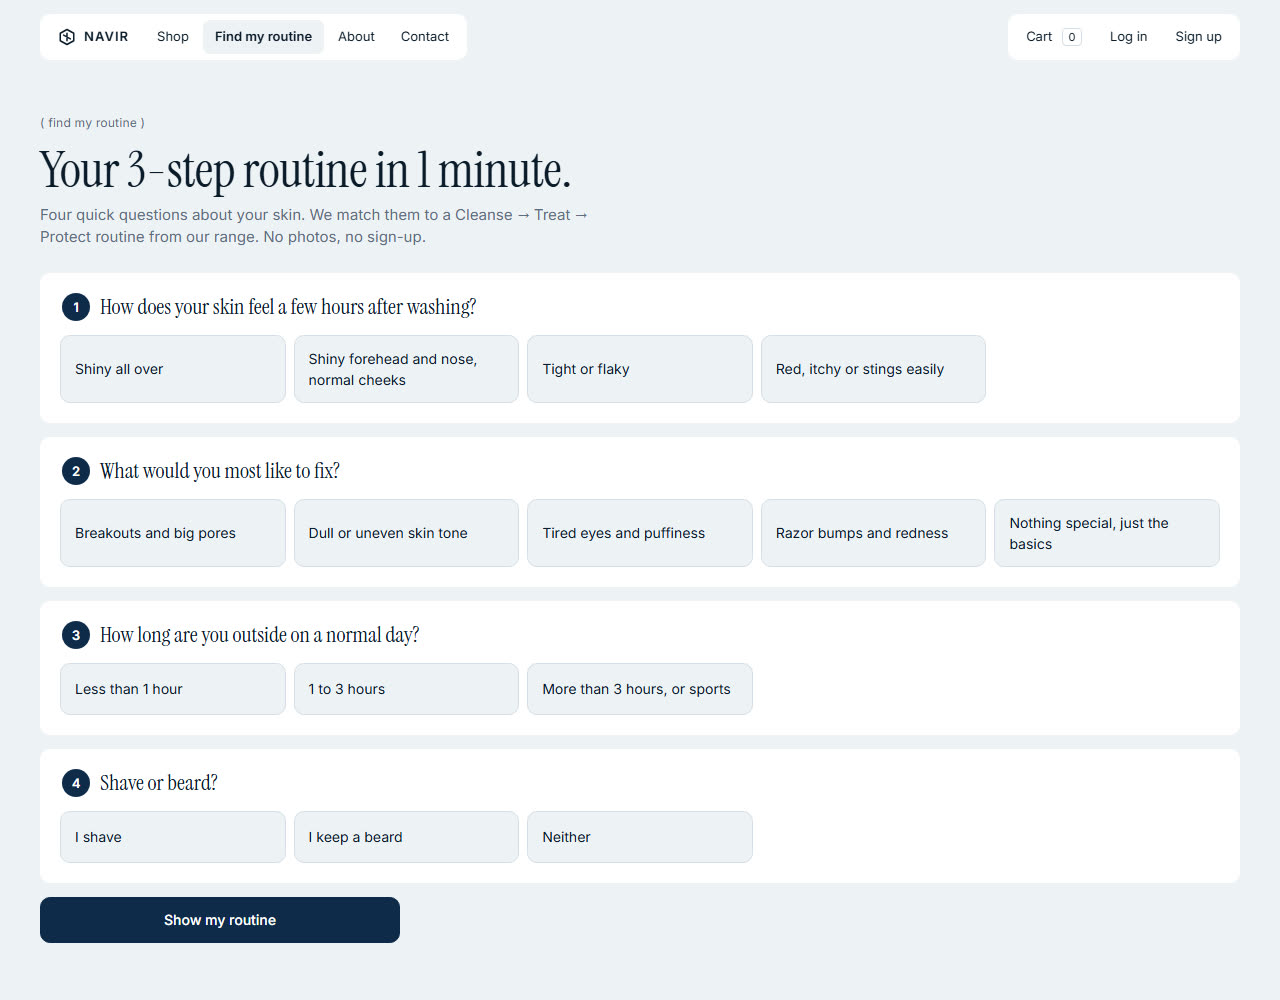 NAVIR Shop Find my routine About Contact Cart 0 Log in Sign up
( find my routine )
Your 3-step routine in 1 minute.
Four quick questions about your skin. We match them to a Cleanse → Treat →
Protect routine from our range. No photos, no sign-up.
1 How does your skin feel a few hours after washing?
Shiny all over
Shiny forehead and nose,
normal cheeks
Tight or flaky
Red, itchy or stings easily
2 What would you most like to fix?
Breakouts and big pores
Dull or uneven skin tone
Tired eyes and puffiness
Razor bumps and redness
Nothing special, just the
basics
3 How long are you outside on a normal day?
Less than 1 hour
1 to 3 hours
More than 3 hours, or sports
4 Shave or beard?
I shave
I keep a beard
Neither
Show my routine